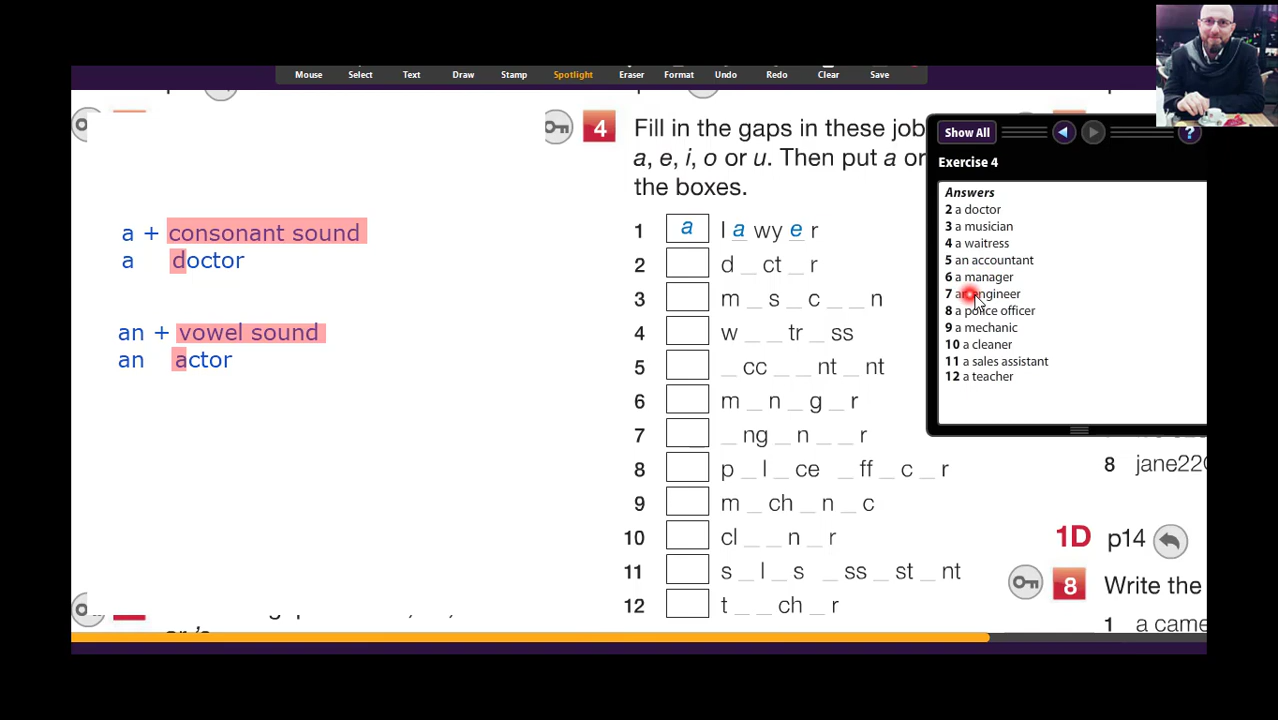 Mouse Select Text Draw Stamp Spotlight Eraser Format Undo Redo Clear Save
4 Fill in the gaps in these job
a, e, i, o or u. Then put a or
the boxes.
a + consonant sound
a doctor
an + vowel sound
an actor
1 a l a wy e r
2 d _ ct _ r
3 m _ s _ c _ _ n
4 w _ _ tr _ ss
5 _ cc _ _ nt _ nt
6 m _ n _ g _ r
7 _ ng _ n _ _ r
8 p _ l _ ce _ ff _ c _ r
9 m _ ch _ n _ c
10 cl _ _ n _ r
11 s _ l _ s _ ss _ st _ nt
12 t _ _ ch _ r
Show All ?
Exercise 4
Answers
2 a doctor
3 a musician
4 a waitress
5 an accountant
6 a manager
7 an engineer
8 a police officer
9 a mechanic
10 a cleaner
11 a sales assistant
12 a teacher
8 jane22
1D p14
8 Write the
1 a came